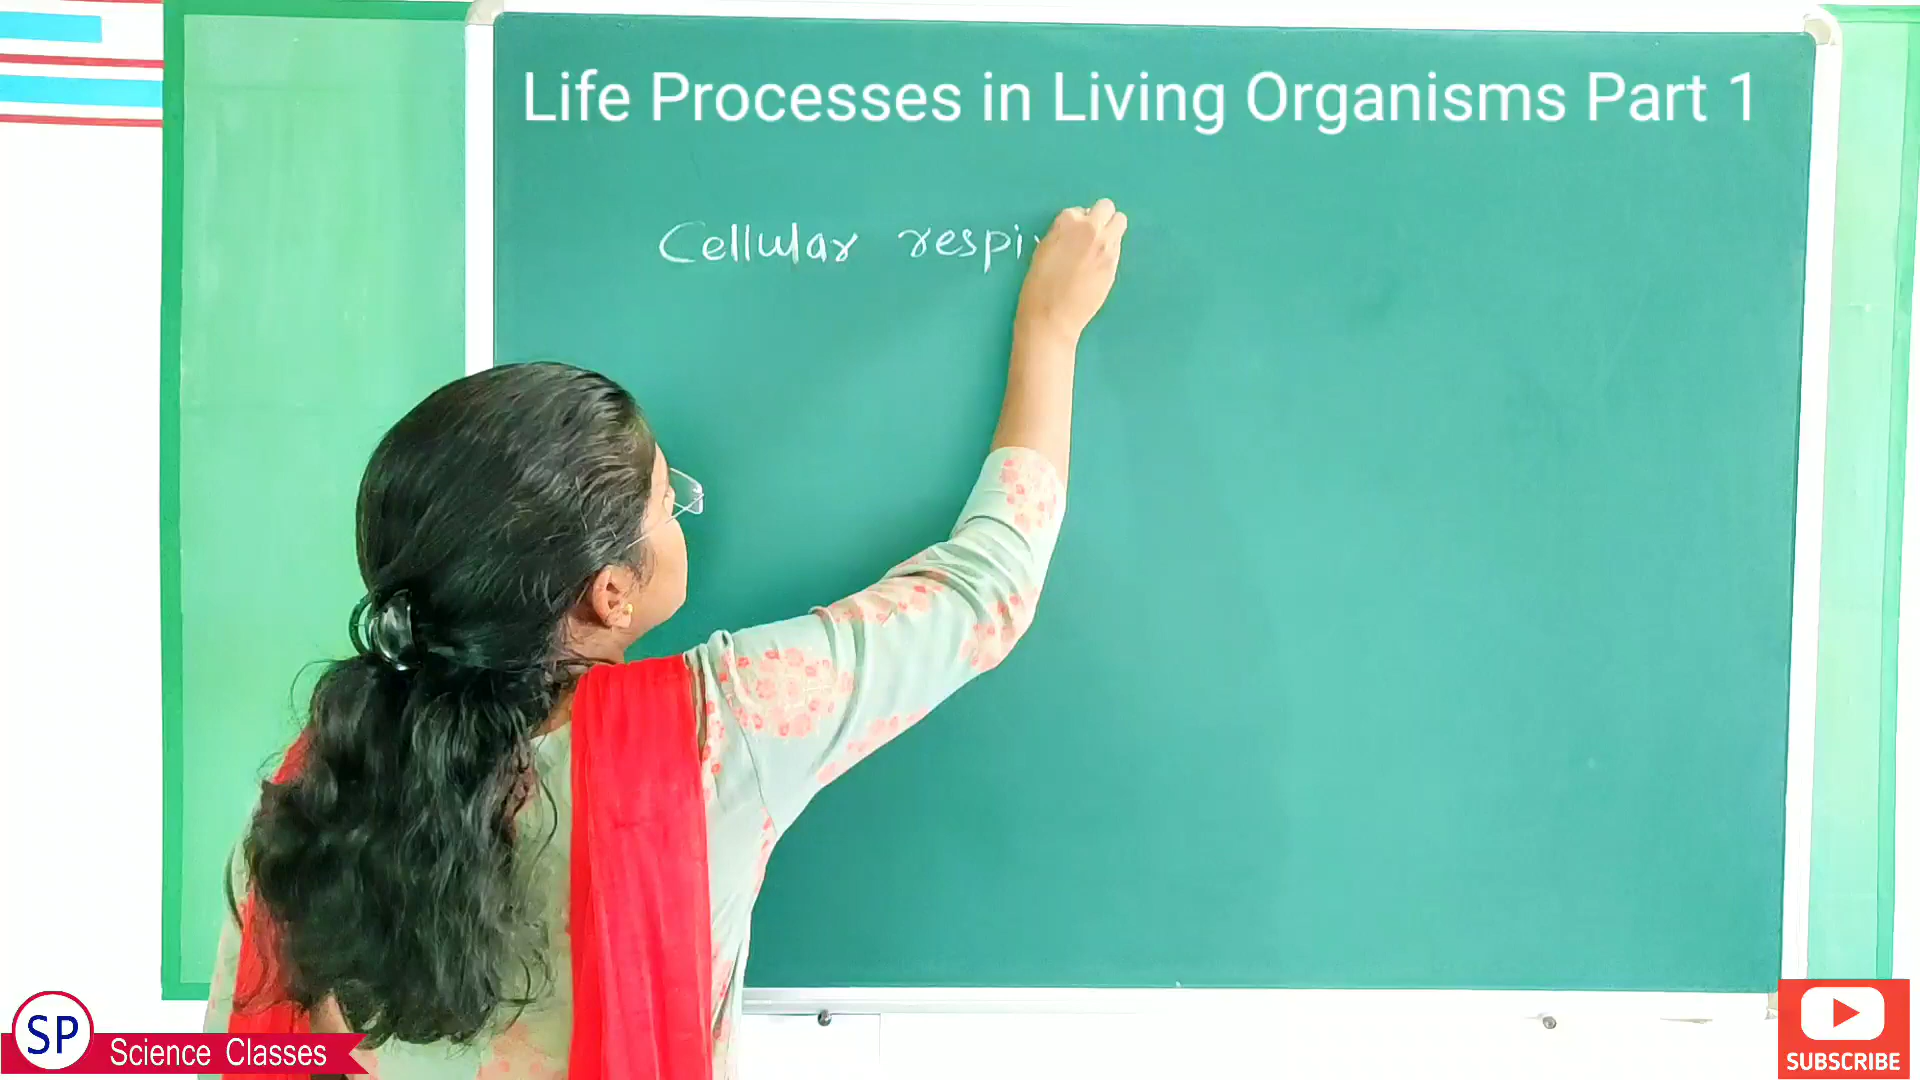 Life Processes in Living Organisms Part 1
Cellular respi
SP Science Classes
SUBSCRIBE